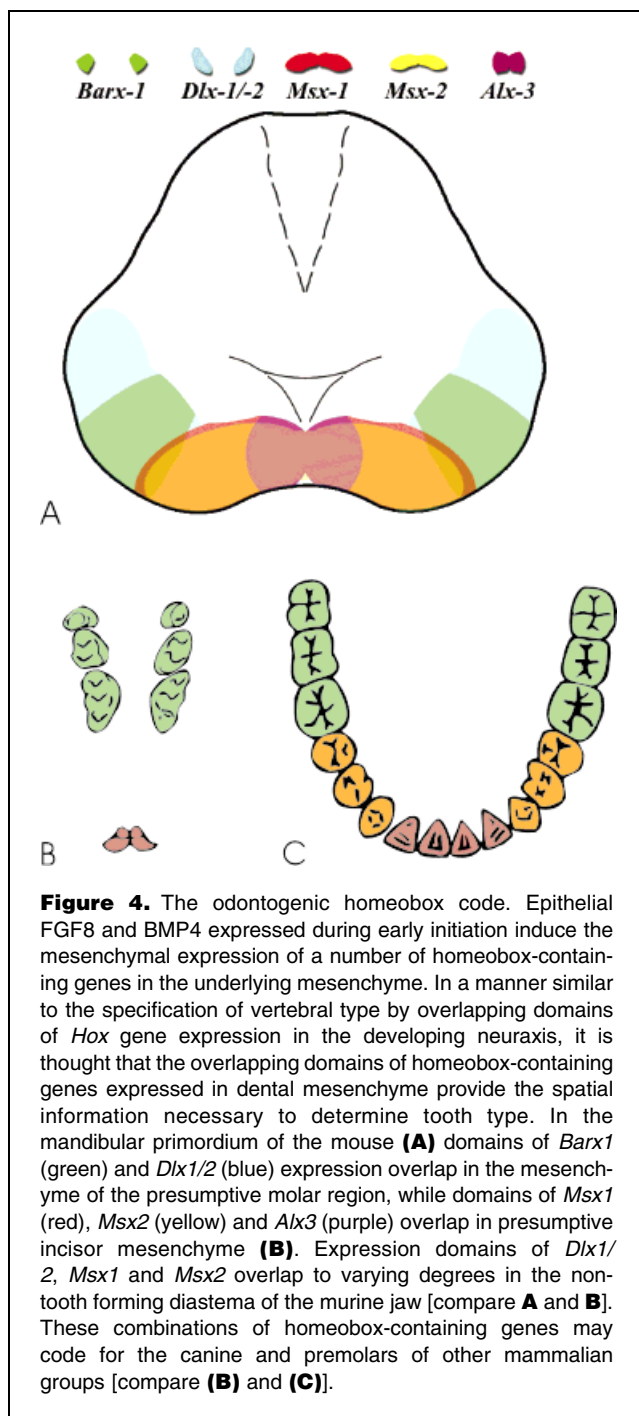 Barx-1 Dlx-1/-2 Msx-1 Msx-2 Alx-3
A
B
C
Figure 4. The odontogenic homeobox code. Epithelial
FGF8 and BMP4 expressed during early initiation induce the
mesenchymal expression of a number of homeobox-contain-
ing genes in the underlying mesenchyme. In a manner similar
to the specification of vertebral type by overlapping domains
of Hox gene expression in the developing neuraxis, it is
thought that the overlapping domains of homeobox-containing
genes expressed in dental mesenchyme provide the spatial
information necessary to determine tooth type. In the
mandibular primordium of the mouse (A) domains of Barx1
(green) and Dlx1/2 (blue) expression overlap in the mesench-
yme of the presumptive molar region, while domains of Msx1
(red), Msx2 (yellow) and Alx3 (purple) overlap in presumptive
incisor mesenchyme (B). Expression domains of Dlx1/
2, Msx1 and Msx2 overlap to varying degrees in the non-
tooth forming diastema of the murine jaw [compare A and B].
These combinations of homeobox-containing genes may
code for the canine and premolars of other mammalian
groups [compare (B) and (C)].